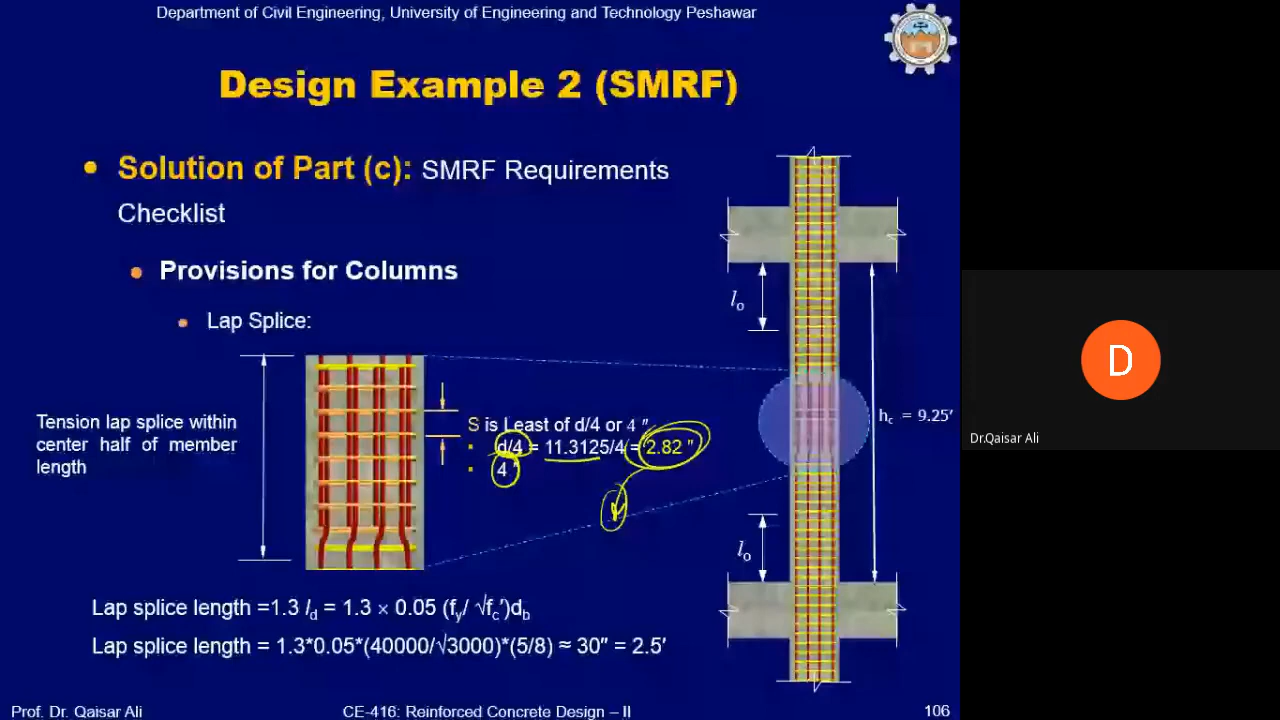 Department of Civil Engineering, University of Engineering and Technology Peshawar
Design Example 2 (SMRF)
• Solution of Part (c): SMRF Requirements
Checklist
• Provisions for Columns
• Lap Splice:
Tension lap splice within
center half of member
length
S is Least of d/4 or 4 ″
▪ d/4 = 11.3125/4 = 2.82 ″
▪ 4 ″
lo
hc = 9.25′
lo
Lap splice length =1.3 ld = 1.3 × 0.05 (fy/ √fc′)db
Lap splice length = 1.3*0.05*(40000/√3000)*(5/8) ≈ 30″ = 2.5′
Prof. Dr. Qaisar Ali
CE-416: Reinforced Concrete Design – II
106
D
Dr.Qaisar Ali